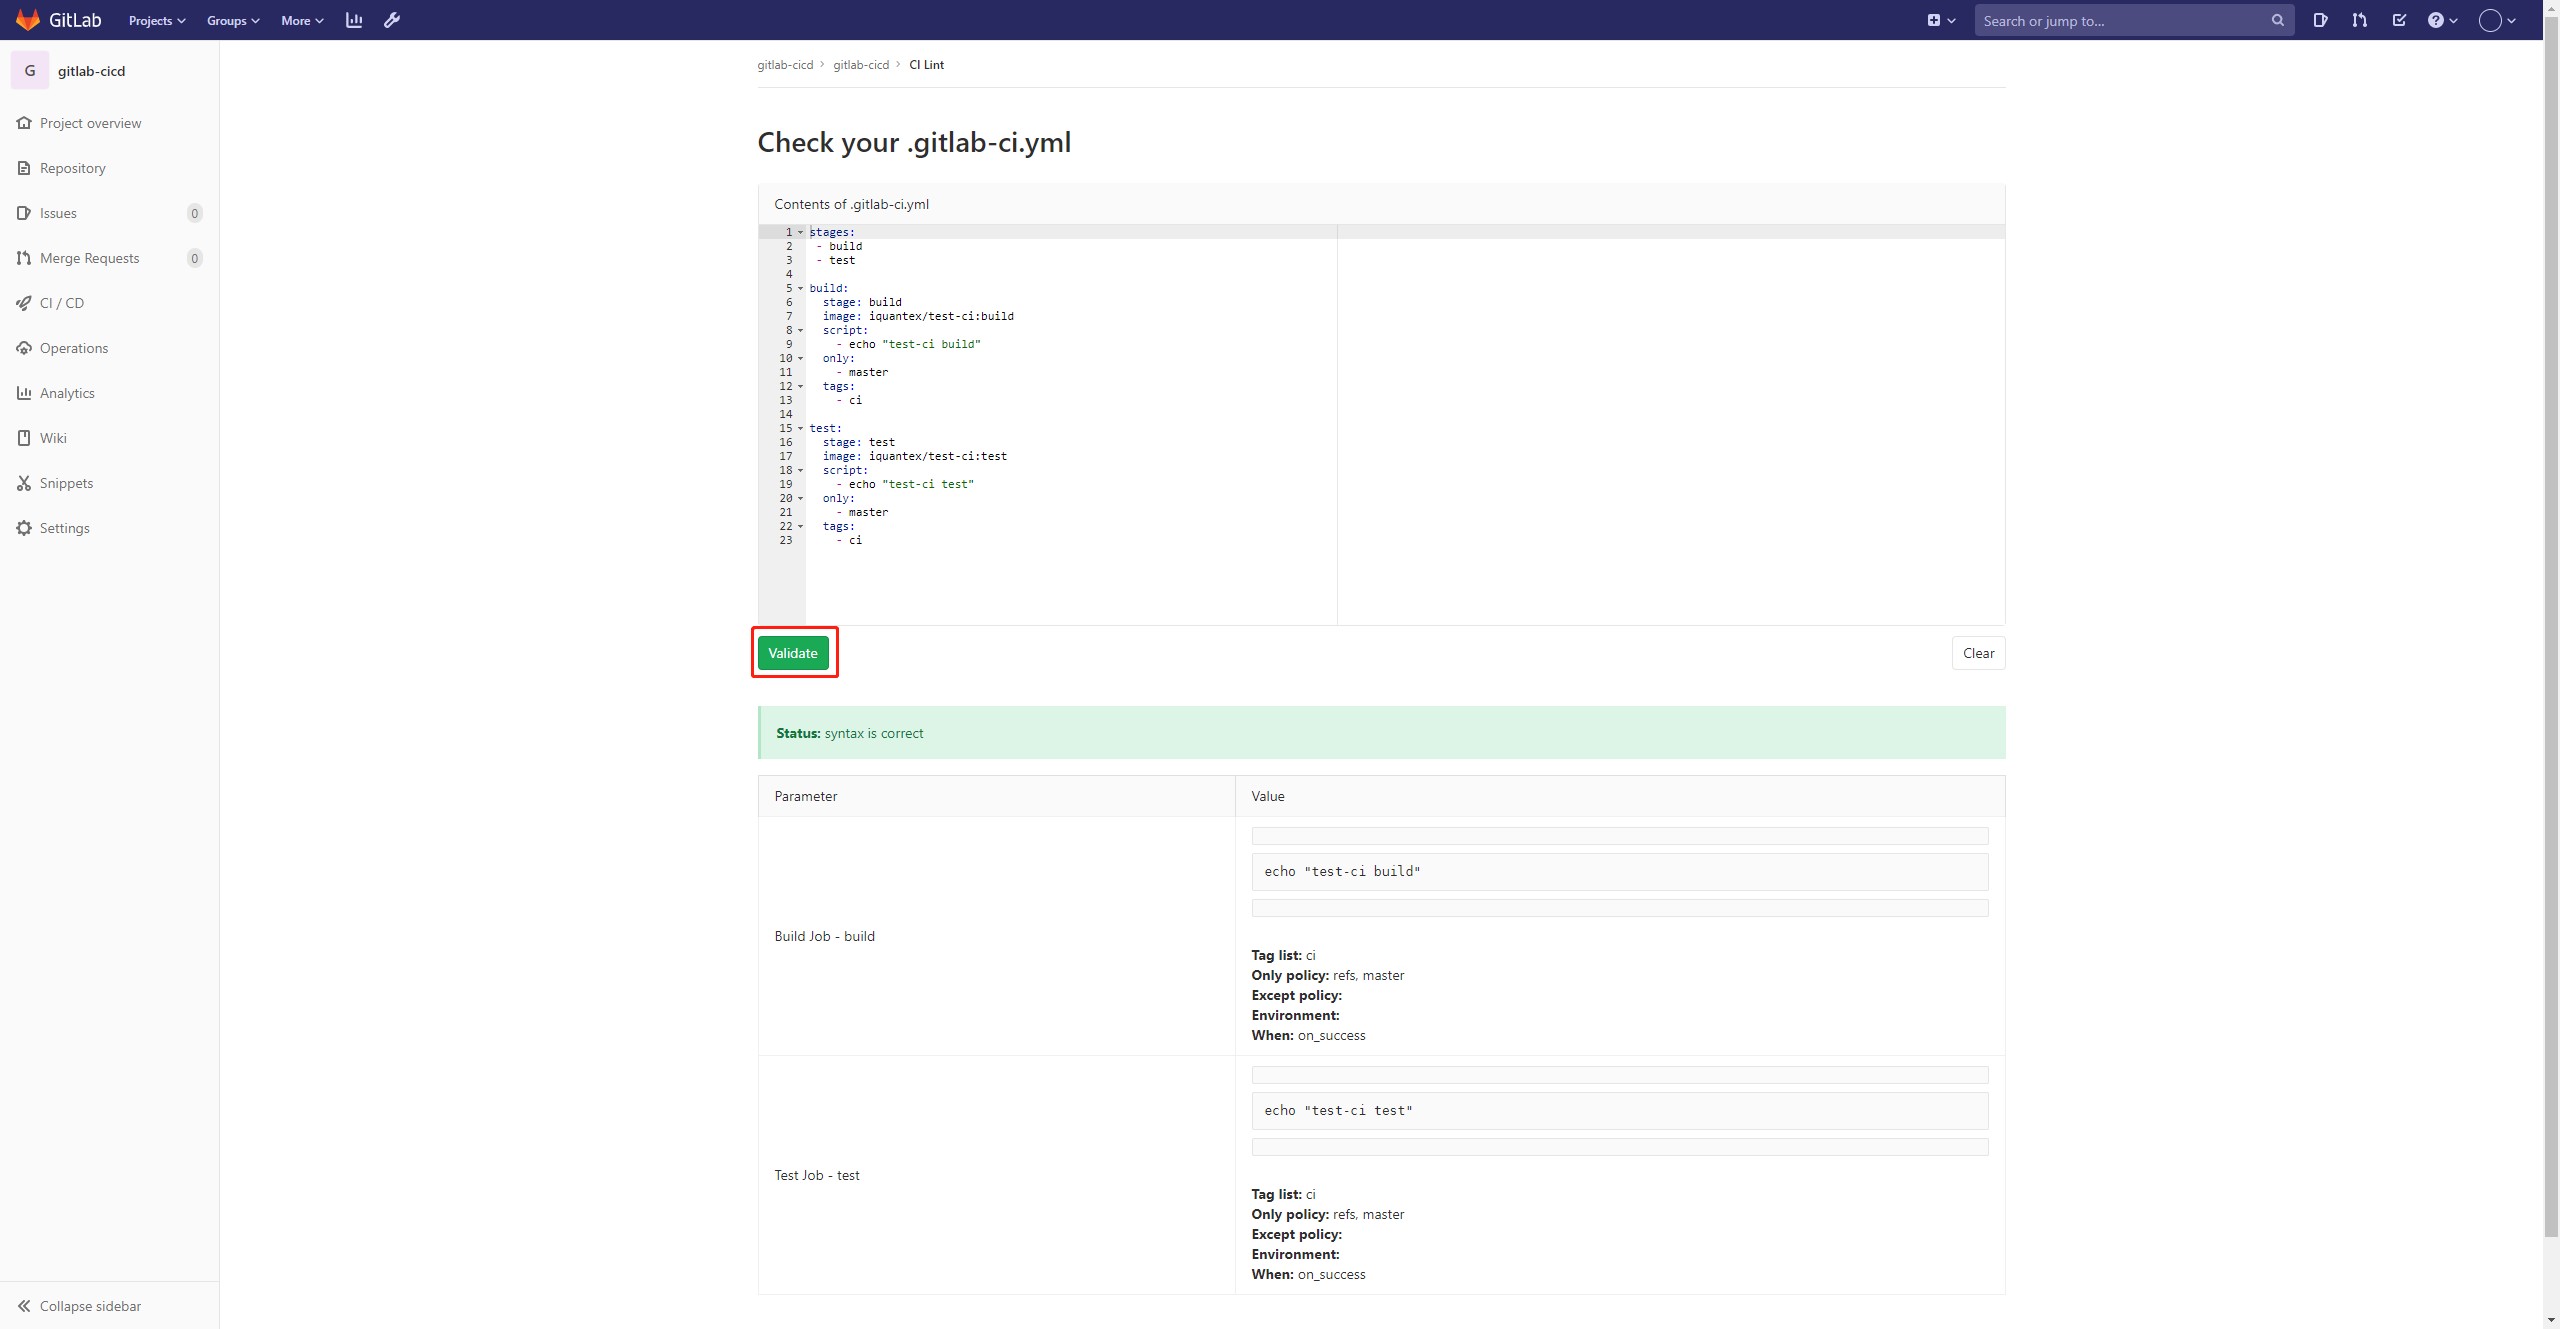 GitLab Projects Groups More Search or jump to...
G gitlab-cicd
Project overview
Repository
Issues 0
Merge Requests 0
CI / CD
Operations
Analytics
Wiki
Snippets
Settings
Collapse sidebar
gitlab-cicd > gitlab-cicd > CI Lint
Check your .gitlab-ci.yml
Contents of .gitlab-ci.yml
1 stages:
2 - build
3 - test
4
5 build:
6 stage: build
7 image: iquantex/test-ci:build
8 script:
9 - echo "test-ci build"
10 only:
11 - master
12 tags:
13 - ci
14
15 test:
16 stage: test
17 image: iquantex/test-ci:test
18 script:
19 - echo "test-ci test"
20 only:
21 - master
22 tags:
23 - ci
Validate Clear
Status: syntax is correct
Parameter Value
Build Job - build
echo "test-ci build"
Tag list: ci
Only policy: refs, master
Except policy:
Environment:
When: on_success
Test Job - test
echo "test-ci test"
Tag list: ci
Only policy: refs, master
Except policy:
Environment:
When: on_success